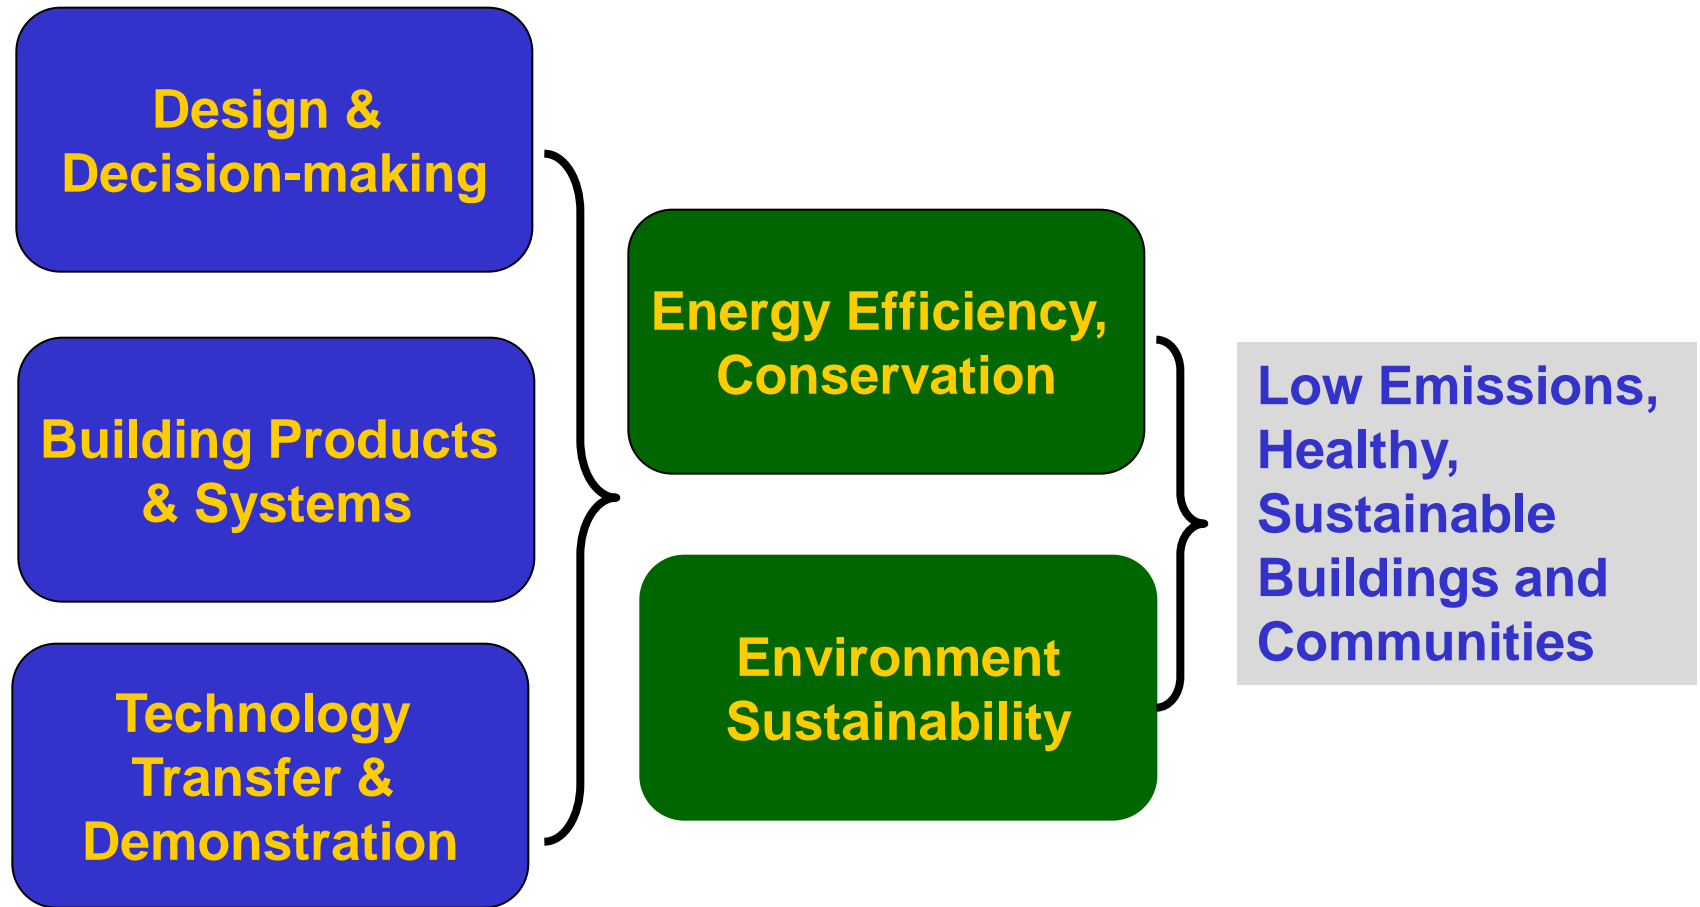 Design &
Decision-making
Building Products
& Systems
Technology
Transfer &
Demonstration
Energy Efficiency,
Conservation
Environment
Sustainability
Low Emissions,
Healthy,
Sustainable
Buildings and
Communities